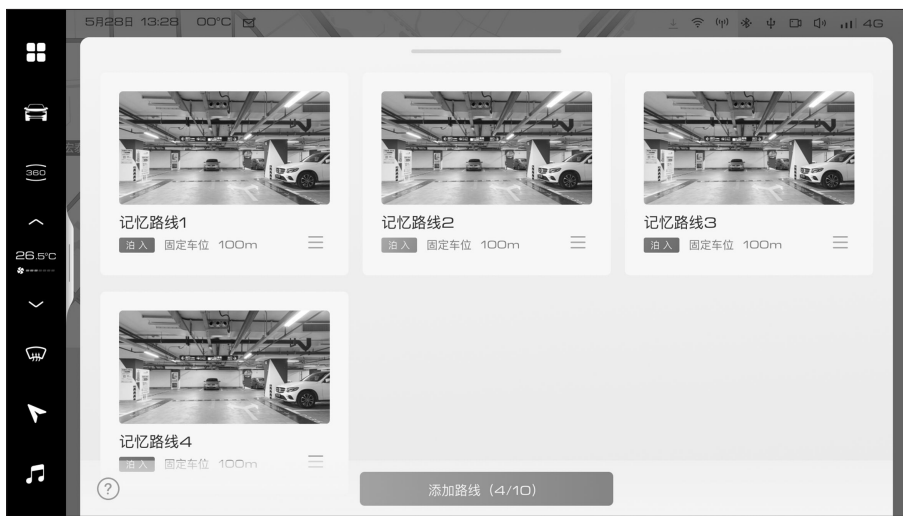 5月28日 13:28 00°C
4G
360
26.5°C
记忆路线1
泊入 固定车位 100m
记忆路线2
泊入 固定车位 100m
记忆路线3
泊入 固定车位 100m
记忆路线4
泊入 固定车位 100m
?
添加路线（4/10）